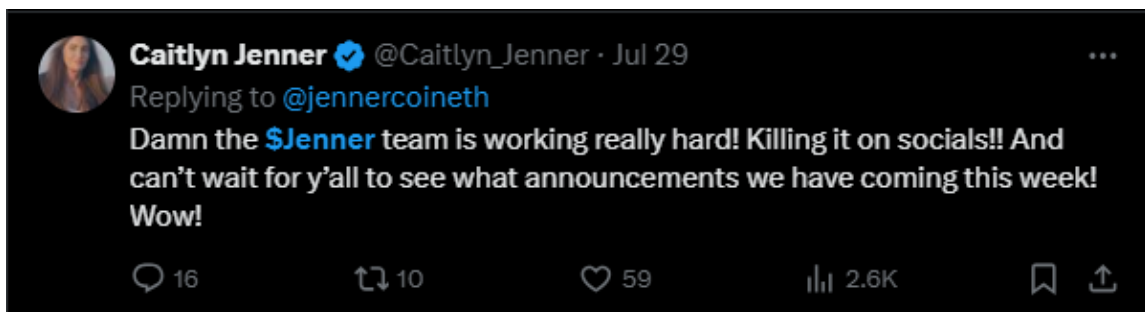 Caitlyn Jenner @Caitlyn_Jenner · Jul 29
Replying to @jennercoineth
Damn the $Jenner team is working really hard! Killing it on socials!! And
can’t wait for y’all to see what announcements we have coming this week!
Wow!
16 10 59 2.6K